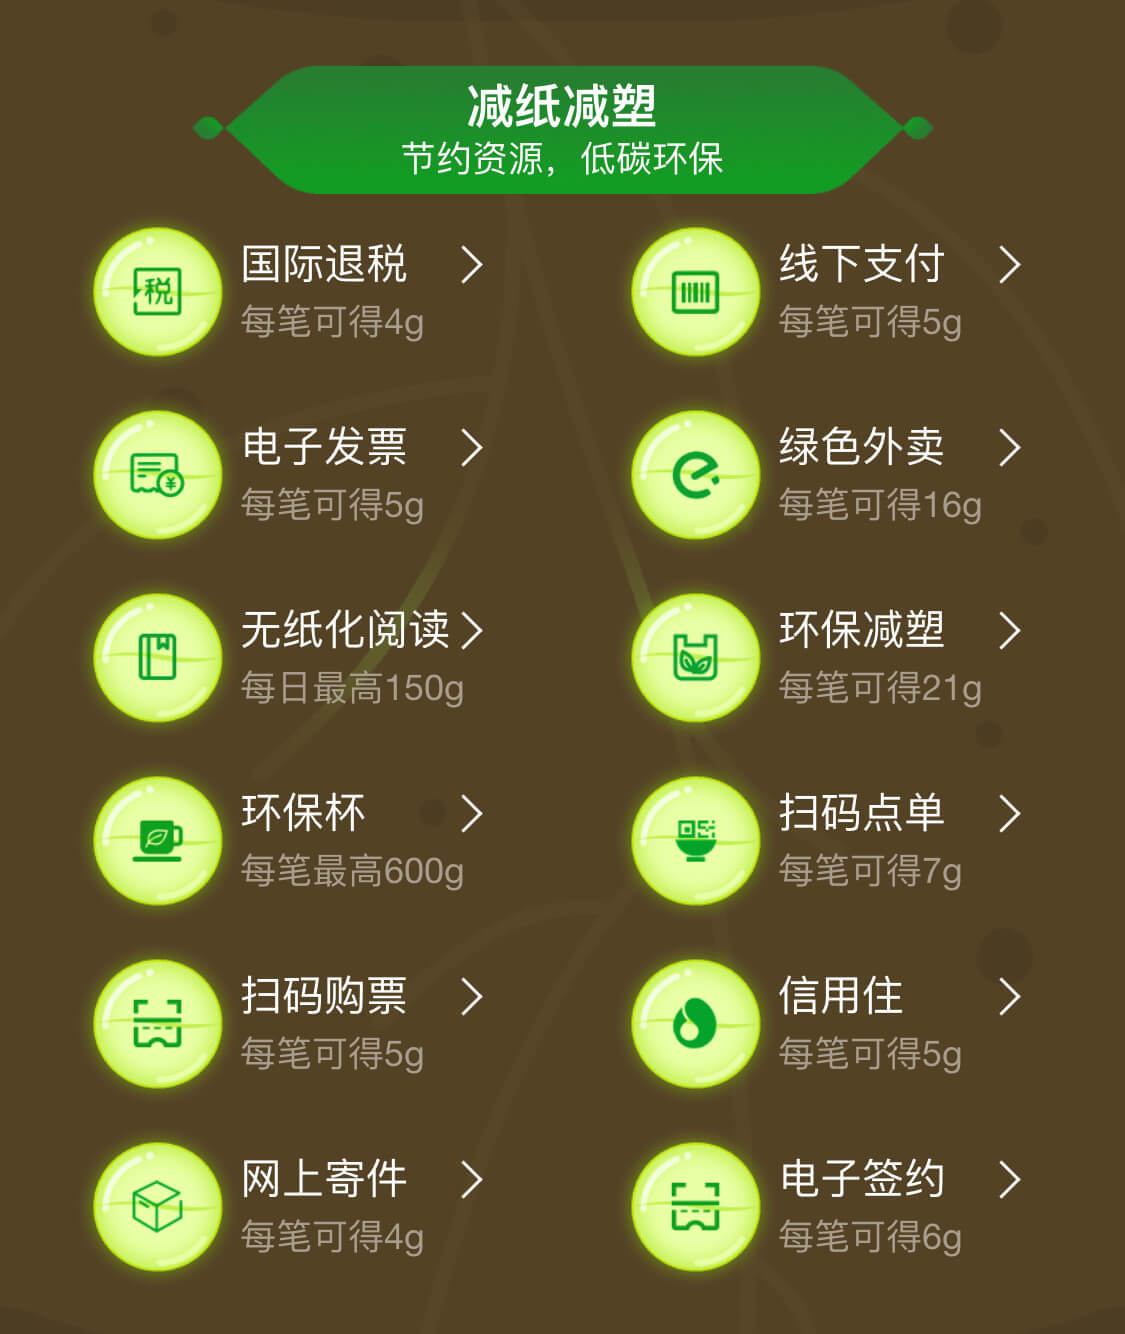 减纸减塑
节约资源，低碳环保
税
国际退税
每笔可得4g
线下支付
每笔可得5g
电子发票
每笔可得5g
绿色外卖
每笔可得16g
无纸化阅读
每日最高150g
环保减塑
每笔可得21g
环保杯
每笔最高600g
扫码点单
每笔可得7g
扫码购票
每笔可得5g
信用住
每笔可得5g
网上寄件
每笔可得4g
电子签约
每笔可得6g